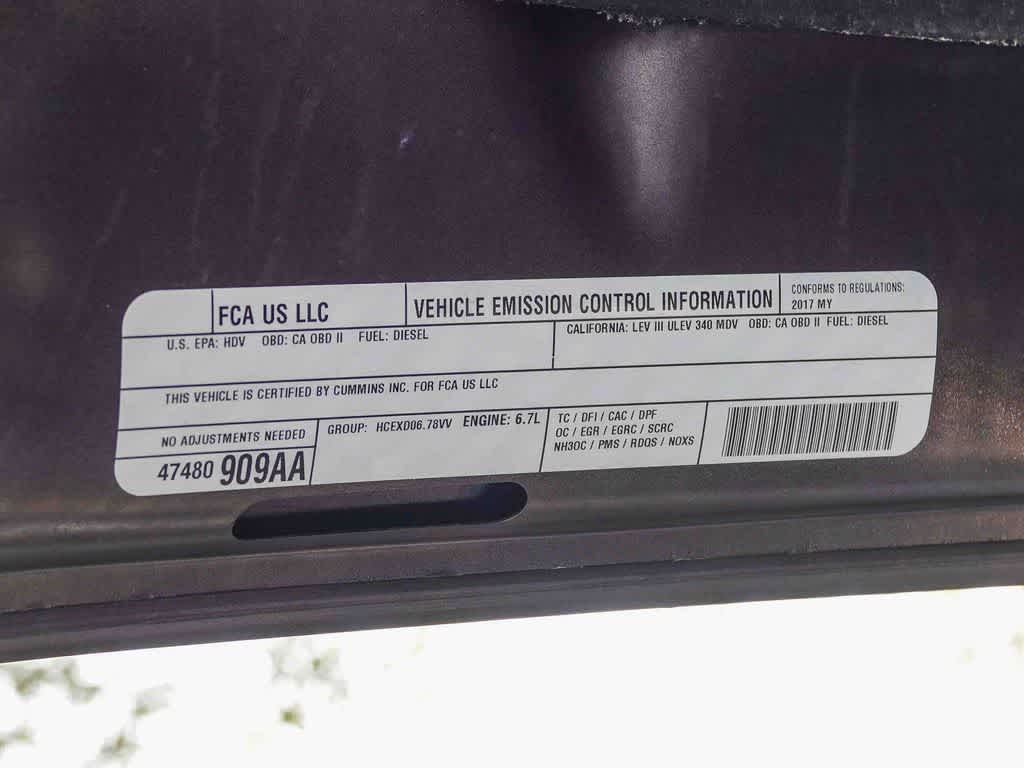 FCA US LLC
VEHICLE EMISSION CONTROL INFORMATION
CONFORMS TO REGULATIONS:
2017 MY
U.S. EPA: HDV OBD: CA OBD II FUEL: DIESEL
CALIFORNIA: LEV III ULEV 340 MDV OBD: CA OBD II FUEL: DIESEL
THIS VEHICLE IS CERTIFIED BY CUMMINS INC. FOR FCA US LLC
NO ADJUSTMENTS NEEDED
47480 909AA
GROUP: HCEXD06.78VV ENGINE: 6.7L
TC / DFI / CAC / DPF
OC / EGR / EGRC / SCRC
NH3OC / PMS / RDQS / NOXS